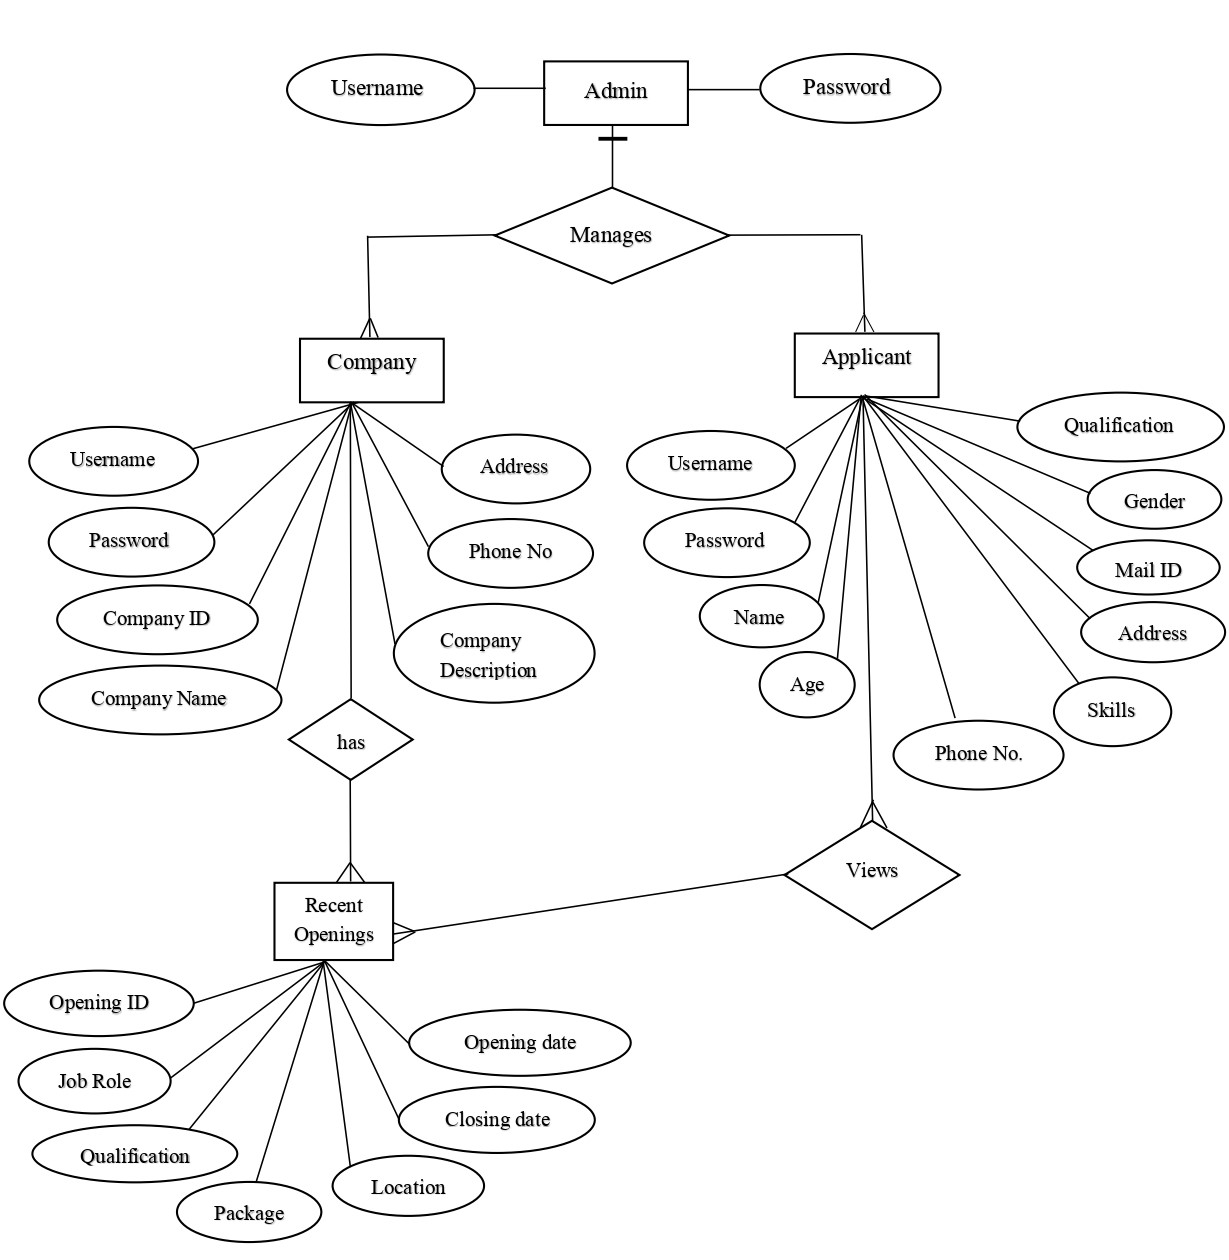 Username
Admin
Password
Manages
Company
Applicant
Username
Password
Company ID
Company Name
Address
Phone No
Company
Description
has
Username
Password
Name
Age
Qualification
Gender
Mail ID
Address
Skills
Phone No.
Views
Recent
Openings
Opening ID
Job Role
Qualification
Package
Location
Closing date
Opening date